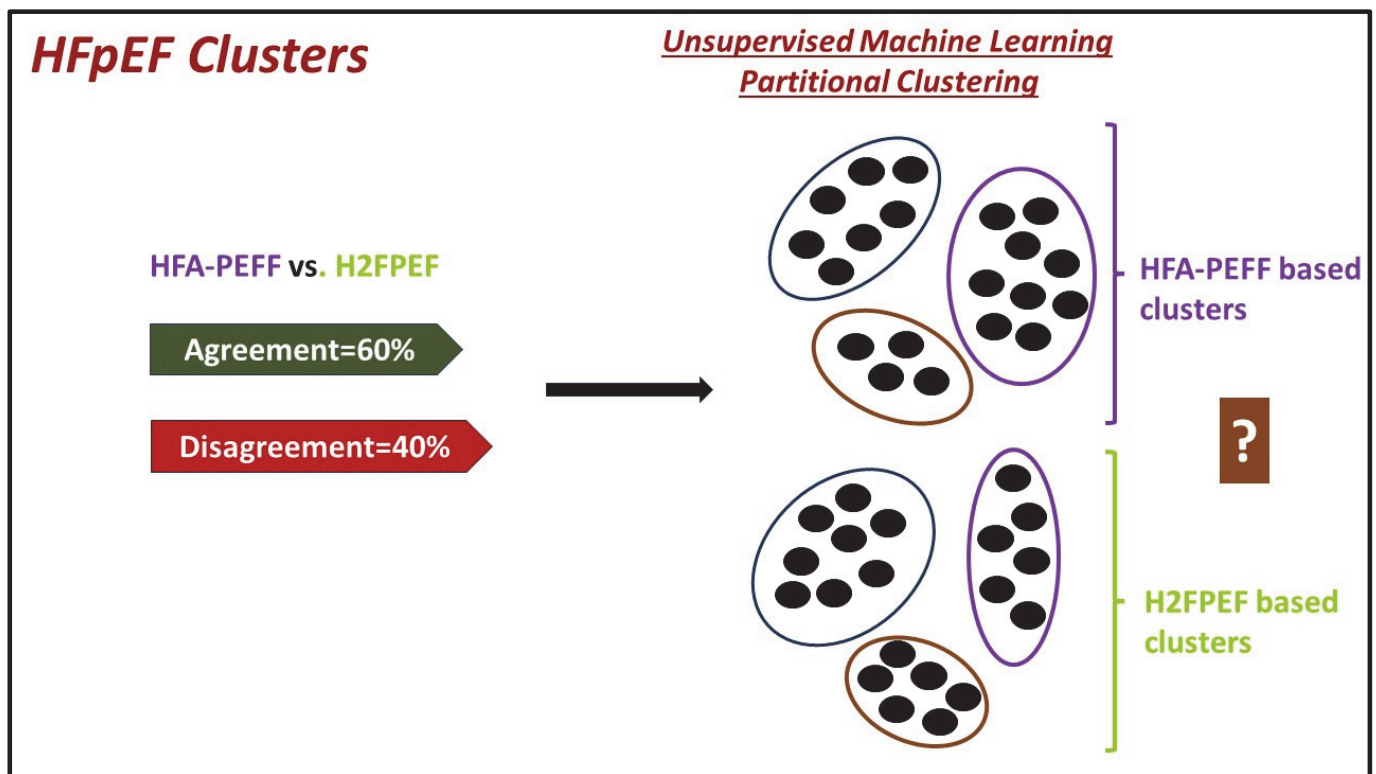 HFpEF Clusters
Unsupervised Machine Learning
Partitional Clustering
HFA-PEFF vs. H2FPEF
Agreement=60%
Disagreement=40%
HFA-PEFF based
clusters
?
H2FPEF based
clusters